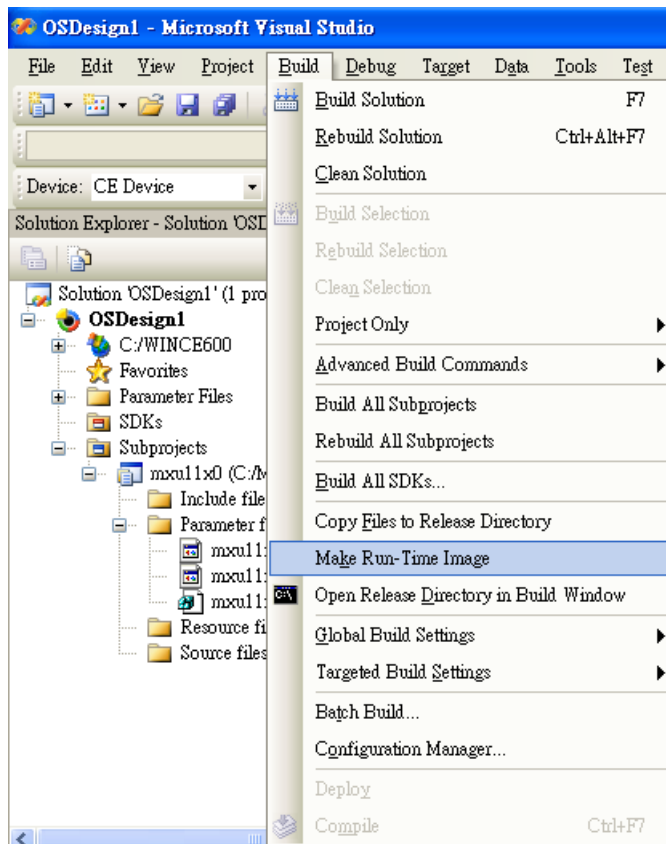 OSDesign1 - Microsoft Visual Studio
File Edit View Project Build Debug Target Data Tools Test
Device: CE Device
Solution Explorer - Solution 'OSD
Solution 'OSDesign1' (1 pro
OSDesign1
C:/WINCE600
Favorites
Parameter Files
SDKs
Subprojects
mxu11x0 (C:/M
Include file
Parameter f
mxu11
mxu11
mxu11
Resource fi
Source files
Build Solution F7
Rebuild Solution Ctrl+Alt+F7
Clean Solution
Build Selection
Rebuild Selection
Clean Selection
Project Only
Advanced Build Commands
Build All Subprojects
Rebuild All Subprojects
Build All SDKs...
Copy Files to Release Directory
Make Run-Time Image
Open Release Directory in Build Window
Global Build Settings
Targeted Build Settings
Batch Build...
Configuration Manager...
Deploy
Compile Ctrl+F7